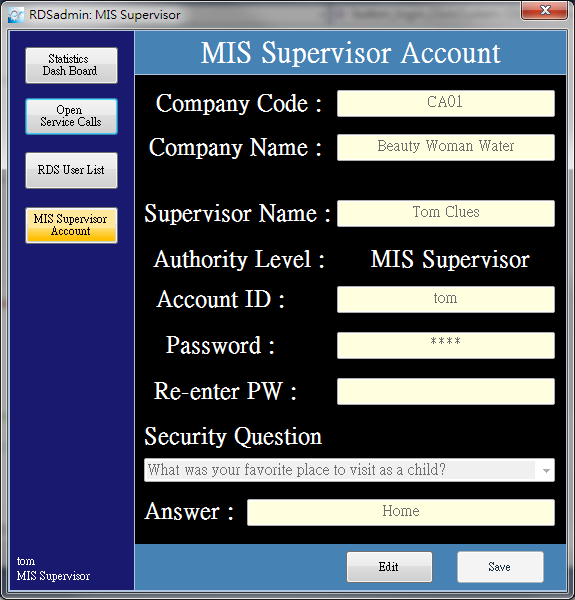 RDSadmin: MIS Supervisor
Statistics
Dash Board
Open
Service Calls
RDS User List
MIS Supervisor
Account
MIS Supervisor Account
Company Code : CA01
Company Name : Beauty Woman Water
Supervisor Name : Tom Clues
Authority Level : MIS Supervisor
Account ID : tom
Password : ****
Re-enter PW :
Security Question
What was your favorite place to visit as a child?
Answer : Home
tom
MIS Supervisor
Edit Save